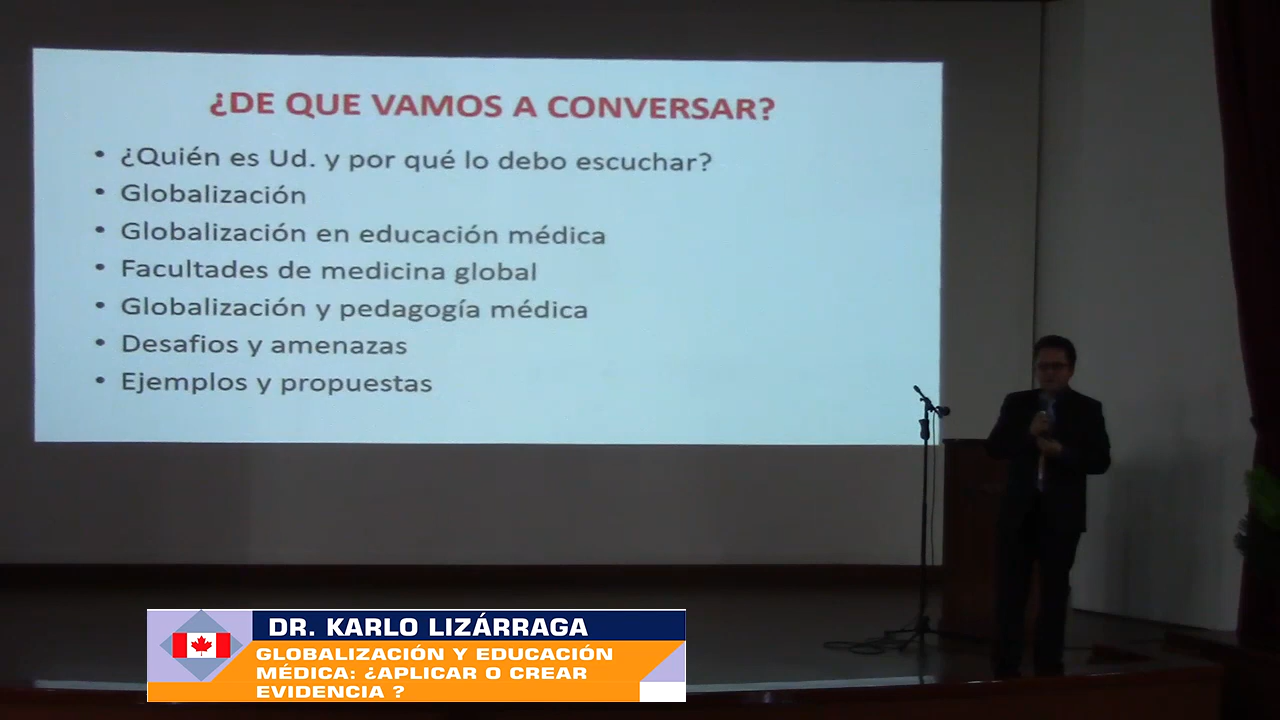 ¿DE QUE VAMOS A CONVERSAR?
• ¿Quién es Ud. y por qué lo debo escuchar?
• Globalización
• Globalización en educación médica
• Facultades de medicina global
• Globalización y pedagogía médica
• Desafios y amenazas
• Ejemplos y propuestas
DR. KARLO LIZÁRRAGA
GLOBALIZACIÓN Y EDUCACIÓN
MÉDICA: ¿APLICAR O CREAR
EVIDENCIA ?